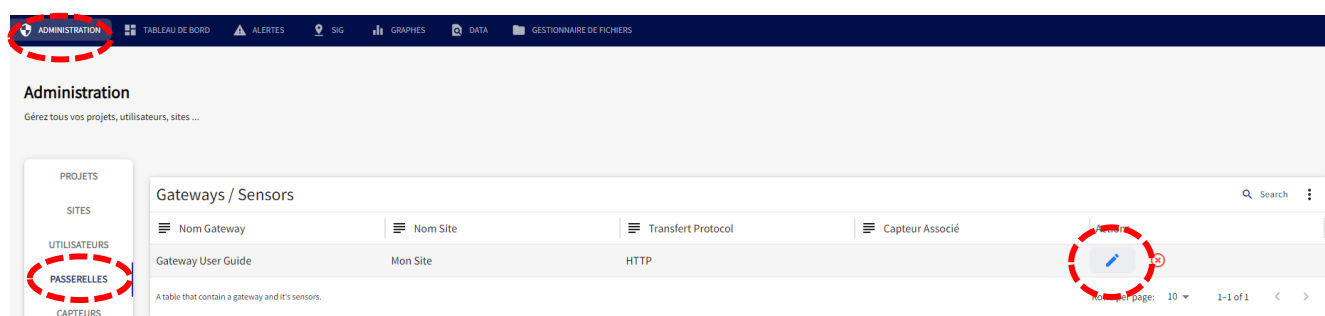 ADMINISTRATION TABLEAU DE BORD ALERTES SIG GRAPHES DATA GESTIONNAIRE DE FICHIERS
Administration
Gérez tous vos projets, utilisateurs, sites ...
PROJETS
SITES
UTILISATEURS
PASSERELLES
CAPTEURS
Gateways / Sensors Search
Nom Gateway Nom Site Transfert Protocol Capteur Associé Actions
Gateway User Guide Mon Site HTTP
A table that contain a gateway and it's sensors. Rows per page: 10 1–1 of 1